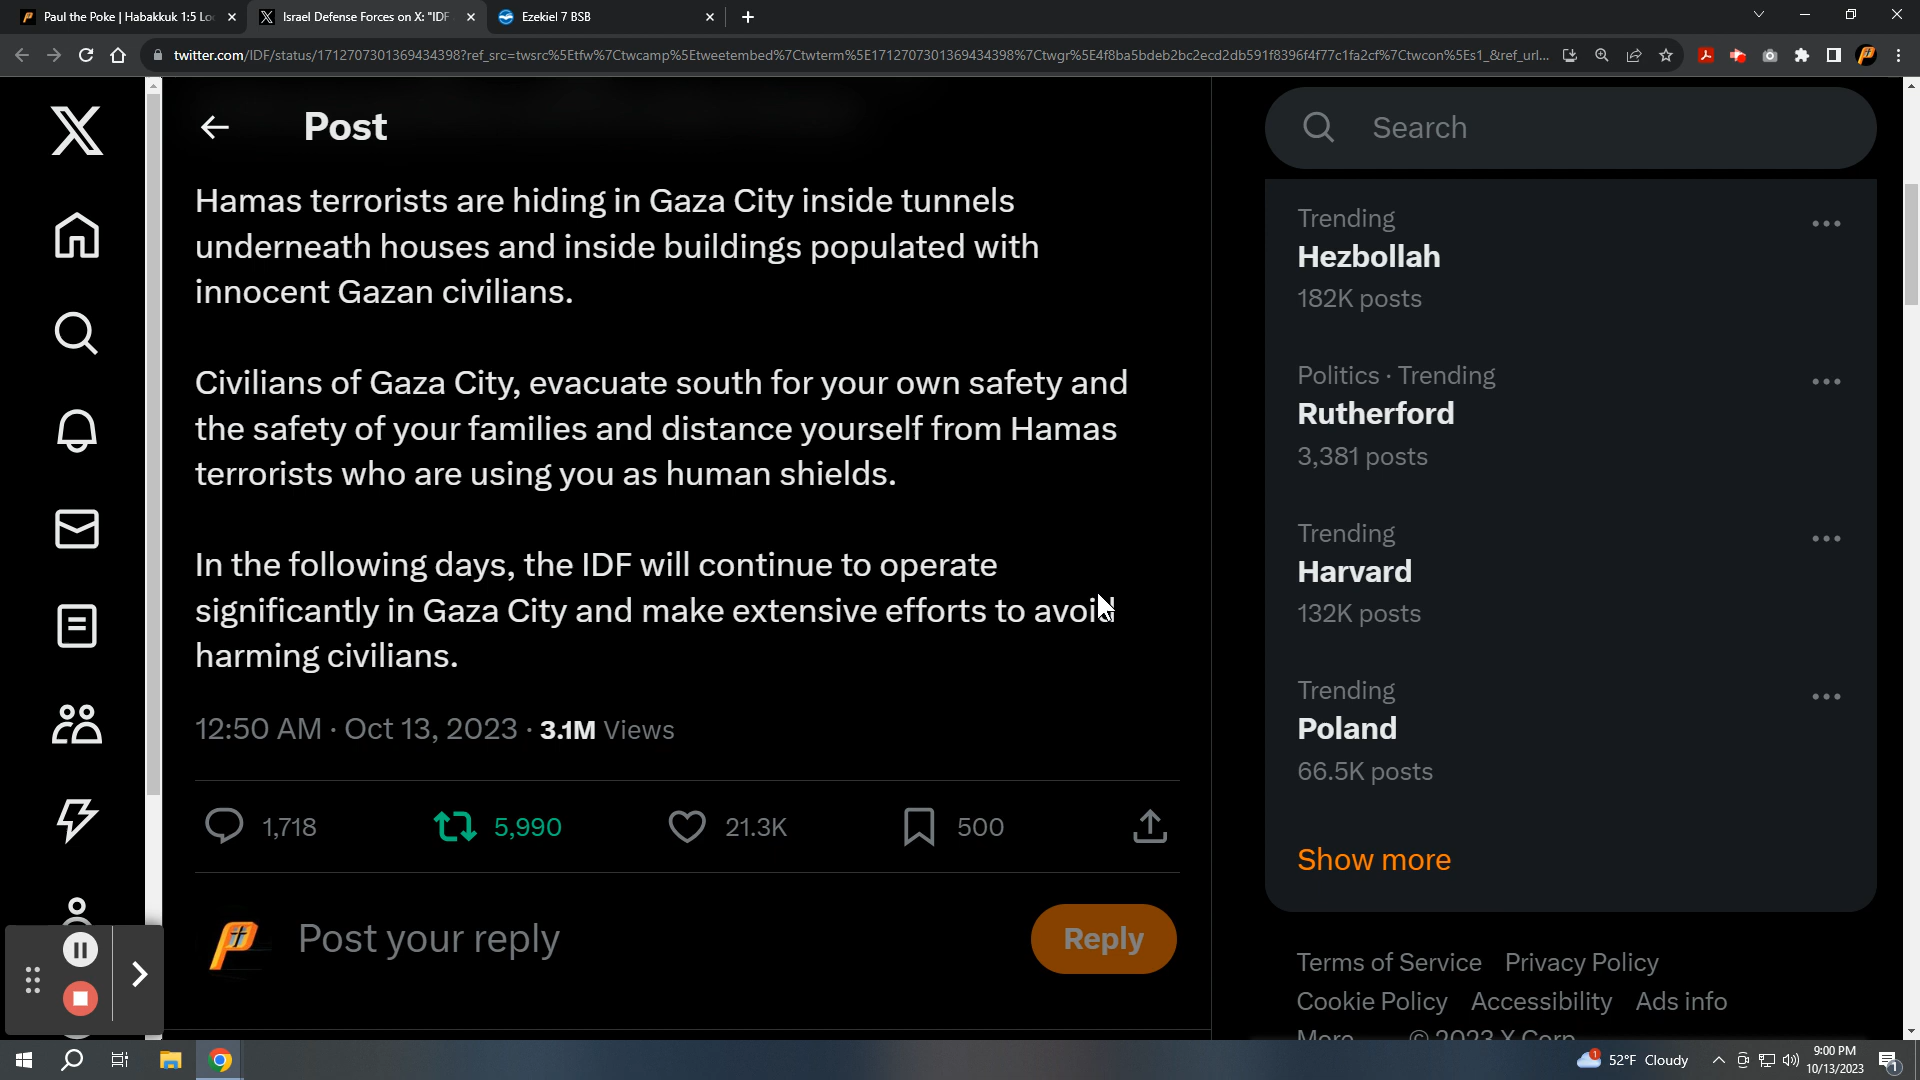 Paul the Poke | Habakkuk 1:5 Lo
Israel Defense Forces on X: "IDF
Ezekiel 7 BSB
twitter.com/IDF/status/1712707301369434398?ref_src=twsrc%5Etfw%7Ctwcamp%5Etweetembed%7Ctwterm%5E1712707301369434398%7Ctwgr%5E4f8ba5bdeb2bc2ecd2db591f8396f4f77c1fa2cf%7Ctwcon%5Es1_&ref_url...
Post
Hamas terrorists are hiding in Gaza City inside tunnels
underneath houses and inside buildings populated with
innocent Gazan civilians.
Civilians of Gaza City, evacuate south for your own safety and
the safety of your families and distance yourself from Hamas
terrorists who are using you as human shields.
In the following days, the IDF will continue to operate
significantly in Gaza City and make extensive efforts to avoid
harming civilians.
12:50 AM · Oct 13, 2023 · 3.1M Views
1,718 5,990 21.3K 500
Post your reply
Reply
Search
Trending
Hezbollah
182K posts
Politics · Trending
Rutherford
3,381 posts
Trending
Harvard
132K posts
Trending
Poland
66.5K posts
Show more
Terms of Service Privacy Policy
Cookie Policy Accessibility Ads info
More © 2023 X Corp.
52°F Cloudy
9:00 PM
10/13/2023